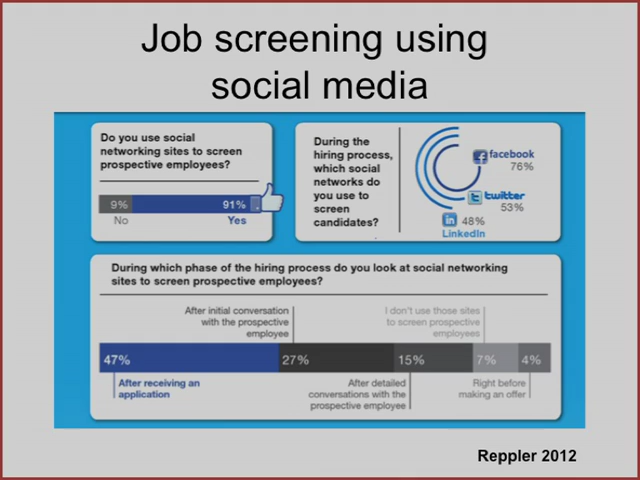 Job screening using
social media
Do you use social
networking sites to screen
prospective employees?
9%
91%
No
Yes
During the
hiring process,
which social
networks do
you use to
screen
candidates?
facebook
76%
twitter
53%
in 48%
LinkedIn
During which phase of the hiring process do you look at social networking
sites to screen prospective employees?
After initial conversation
with the prospective
employee
I don't use those sites
to screen prospective
employees
47%
27%
15%
7%
4%
After receiving an
application
After detailed
conversations with the
prospective employee
Right before
making an offer
Reppler 2012